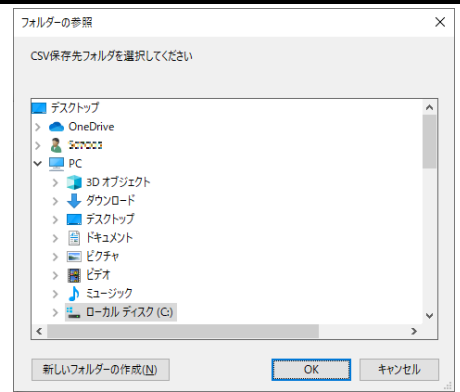 フォルダーの参照
CSV保存先フォルダを選択してください
デスクトップ
OneDrive
PC
3D オブジェクト
ダウンロード
デスクトップ
ドキュメント
ピクチャ
ビデオ
ミュージック
ローカル ディスク (C:)
新しいフォルダーの作成(N)
OK
キャンセル